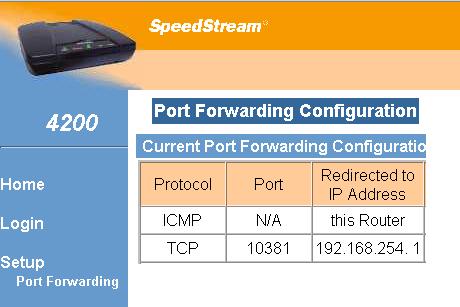 SpeedStream®
4200
Home
Login
Setup
Port Forwarding
Port Forwarding Configuration
Current Port Forwarding Configuratio
Protocol Port Redirected to
IP Address
ICMP N/A this Router
TCP 10381 192.168.254. 1